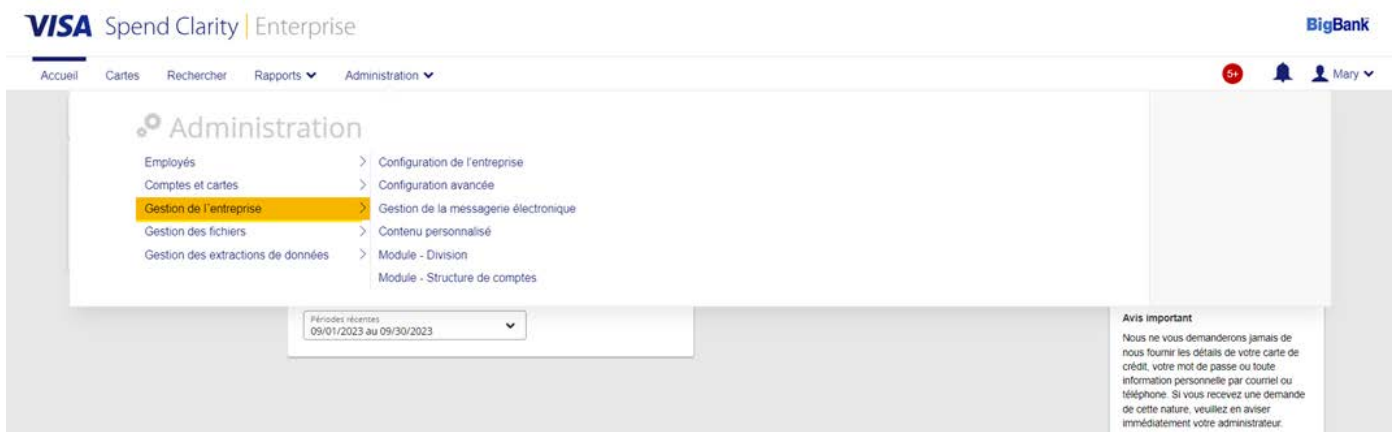 VISA Spend Clarity Enterprise
BigBank
Accueil Cartes Rechercher Rapports Administration
5+ Mary
Administration
Employés
Comptes et cartes
Gestion de l'entreprise
Gestion des fichiers
Gestion des extractions de données
Configuration de l'entreprise
Configuration avancée
Gestion de la messagerie électronique
Contenu personnalisé
Module - Division
Module - Structure de comptes
Périodes récentes
09/01/2023 au 09/30/2023
Avis important
Nous ne vous demanderons jamais de
nous fournir les détails de votre carte de
crédit, votre mot de passe ou toute
information personnelle par courriel ou
téléphone. Si vous recevez une demande
de cette nature, veuillez en aviser
immédiatement votre administrateur.